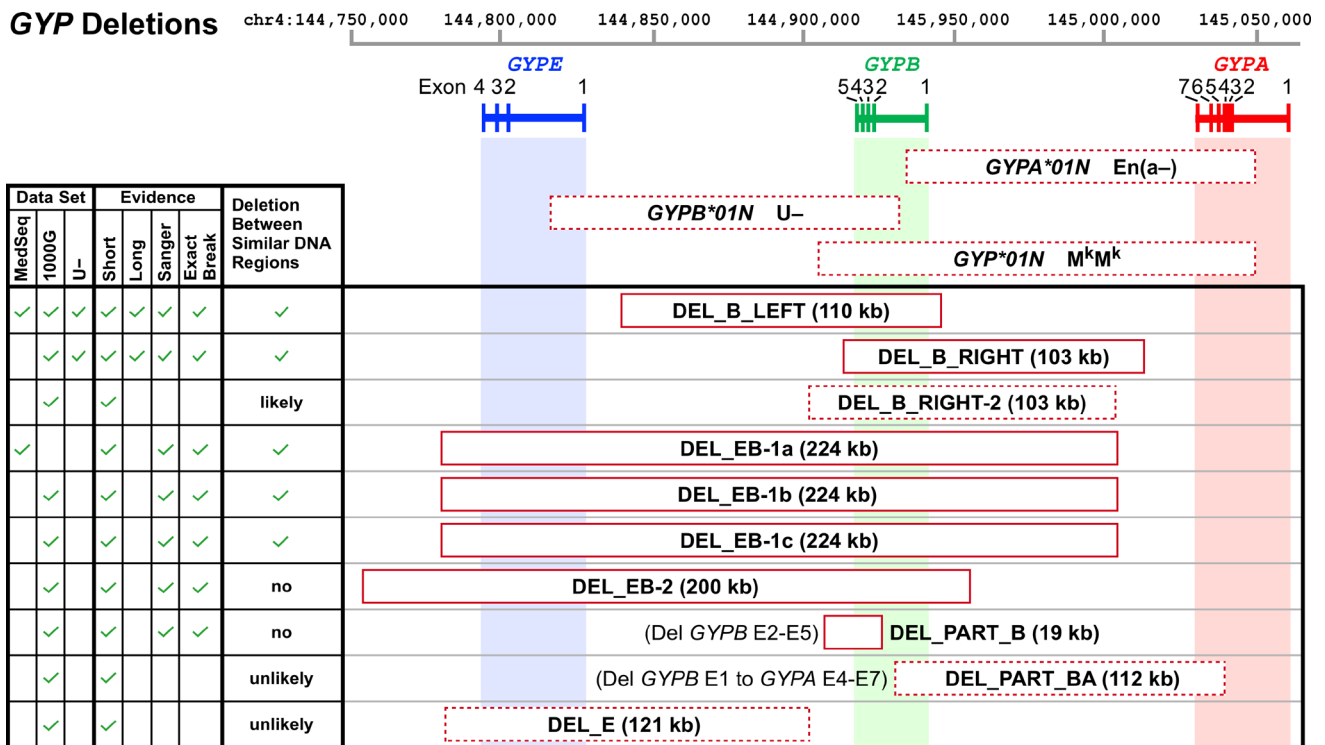 GYP Deletions
chr4:144,750,000 144,800,000 144,850,000 144,900,000 145,950,000 145,000,000 145,050,000
GYPE GYPB GYPA
Exon 4 32 1 5432 1 765432 1
GYPA*01N En(a–)
GYPB*01N U–
GYP*01N MᵏMᵏ
Data Set Evidence Deletion Between Similar DNA Regions
MedSeq 1000G U– Short Long Sanger Exact Break
✓ ✓ ✓ ✓ ✓ ✓ ✓ ✓ DEL_B_LEFT (110 kb)
✓ ✓ ✓ ✓ ✓ ✓ ✓ DEL_B_RIGHT (103 kb)
✓ ✓ likely DEL_B_RIGHT-2 (103 kb)
✓ ✓ ✓ ✓ ✓ DEL_EB-1a (224 kb)
✓ ✓ ✓ ✓ ✓ DEL_EB-1b (224 kb)
✓ ✓ ✓ ✓ ✓ DEL_EB-1c (224 kb)
✓ ✓ ✓ ✓ no DEL_EB-2 (200 kb)
✓ ✓ ✓ ✓ no (Del GYPB E2-E5) DEL_PART_B (19 kb)
✓ ✓ unlikely (Del GYPB E1 to GYPA E4-E7) DEL_PART_BA (112 kb)
✓ ✓ unlikely DEL_E (121 kb)